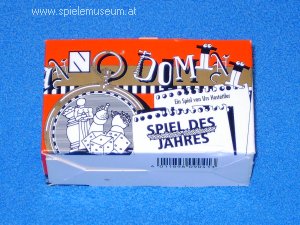 www.spielemuseum.at
ANNO DOMINI
Ein Spiel von Urs Hostettler
SPIEL DES
JAHRES